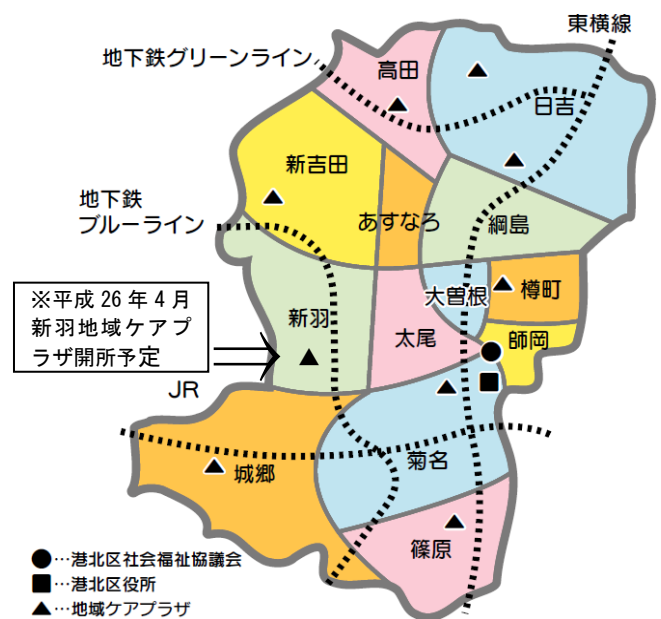 東横線
地下鉄グリーンライン
高田
日吉
新吉田
地下鉄
ブルーライン
あすなろ
綱島
※平成26年4月
新羽地域ケアプ
ラザ開所予定
大曽根
樽町
新羽
太尾
師岡
JR
菊名
城郷
篠原
●…港北区社会福祉協議会
■…港北区役所
▲…地域ケアプラザ